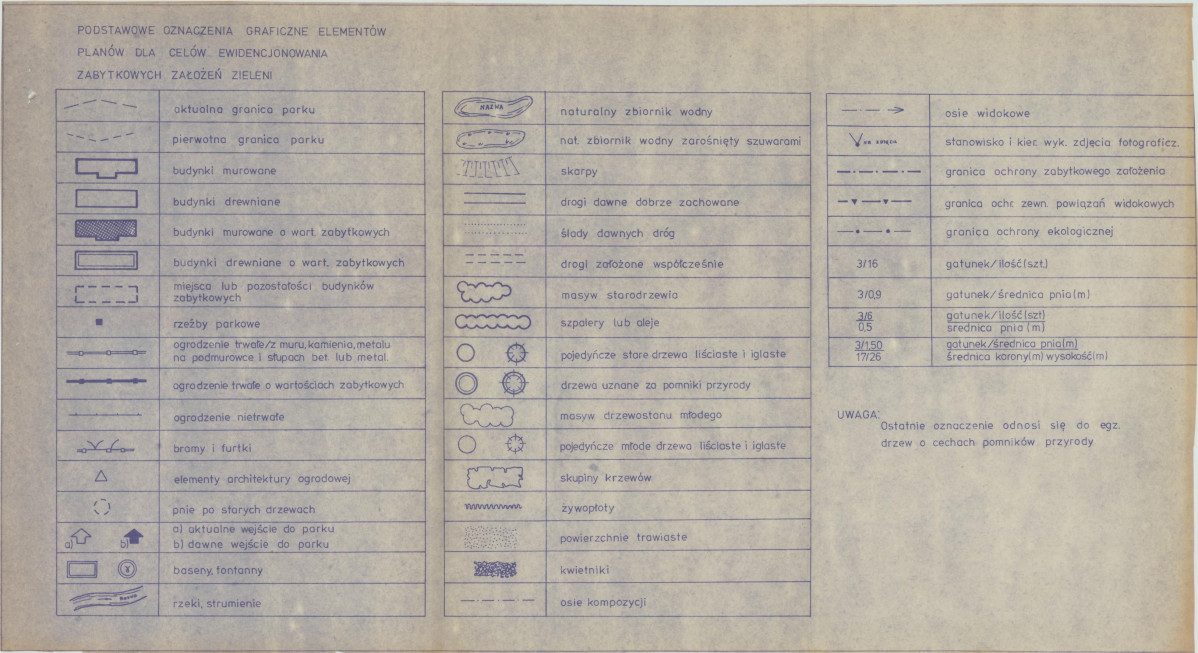 PODSTAWOWE OZNACZENIA GRAFICZNE ELEMENTÓW
PLANÓW DLA CELÓW EWIDENCJONOWANIA
ZABYTKOWYCH ZAŁOŻEŃ ZIELENI
aktualna granica parku
pierwotna granica parku
budynki murowane
budynki drewniane
budynki murowane o wart. zabytkowych
budynki drewniane o wart. zabytkowych
miejsca lub pozostałości budynków
zabytkowych
rzeźby parkowe
ogrodzenie trwałe/z muru, kamienia, metalu
na podmurowce i słupach bet. lub metal.
ogrodzenie trwałe o wartościach zabytkowych
ogrodzenie nietrwałe
bramy i furtki
elementy architektury ogrodowej
pnie po starych drzewach
a) b)
a) aktualne wejście do parku
b) dawne wejście do parku
baseny, fontanny
NAZWA
rzeki, strumienie
NAZWA
naturalny zbiornik wodny
nat. zbiornik wodny zarośnięty szuwarami
skarpy
drogi dawne dobrze zachowane
ślady dawnych dróg
drogi założone współcześnie
masyw starodrzewia
szpalery lub aleje
pojedyńcze stare drzewa liściaste i iglaste
drzewa uznane za pomniki przyrody
masyw drzewostanu młodego
pojedyńcze młode drzewa liściaste i iglaste
skupiny krzewów
żywopłoty
powierzchnie trawiaste
kwietniki
osie kompozycji
osie widokowe
NR ZDJĘCIA
stanowisko i kier. wyk. zdjęcia fotograficz.
granica ochrony zabytkowego założenia
granica ochr. zewn. powiązań widokowych
granica ochrony ekologicznej
3/16 gatunek/ilość(szt.)
3/0,9 gatunek/średnica pnia(m)
3/6 gatunek/ilość(szt)
0,5 średnica pnia (m)
3/1,50 gatunek/średnica pnia(m)
17/26 średnica korony(m) wysokość(m)
UWAGA:
Ostatnie oznaczenie odnosi się do egz.
drzew o cechach pomników przyrody.